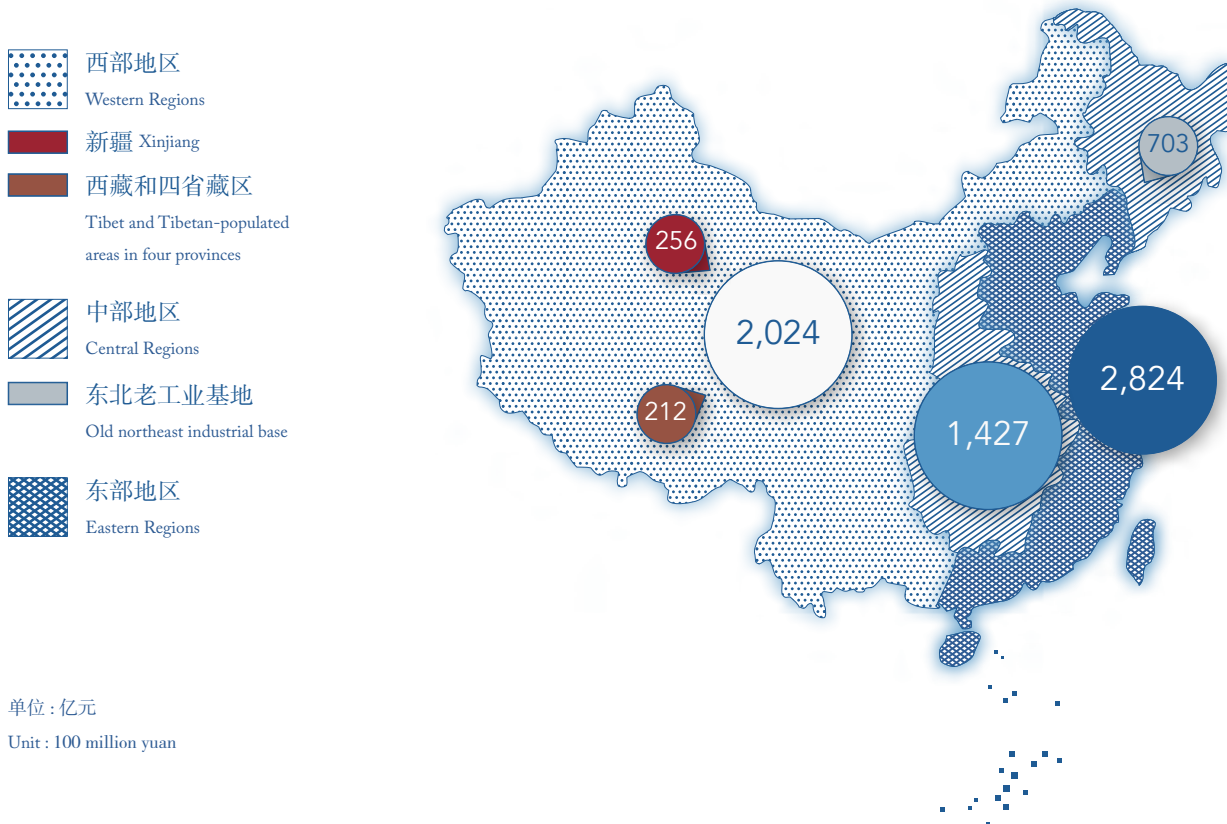 西部地区
Western Regions
新疆 Xinjiang
西藏和四省藏区
Tibet and Tibetan-populated
areas in four provinces
中部地区
Central Regions
东北老工业基地
Old northeast industrial base
东部地区
Eastern Regions
单位 : 亿元
Unit : 100 million yuan
703
256
2,024
2,824
212
1,427